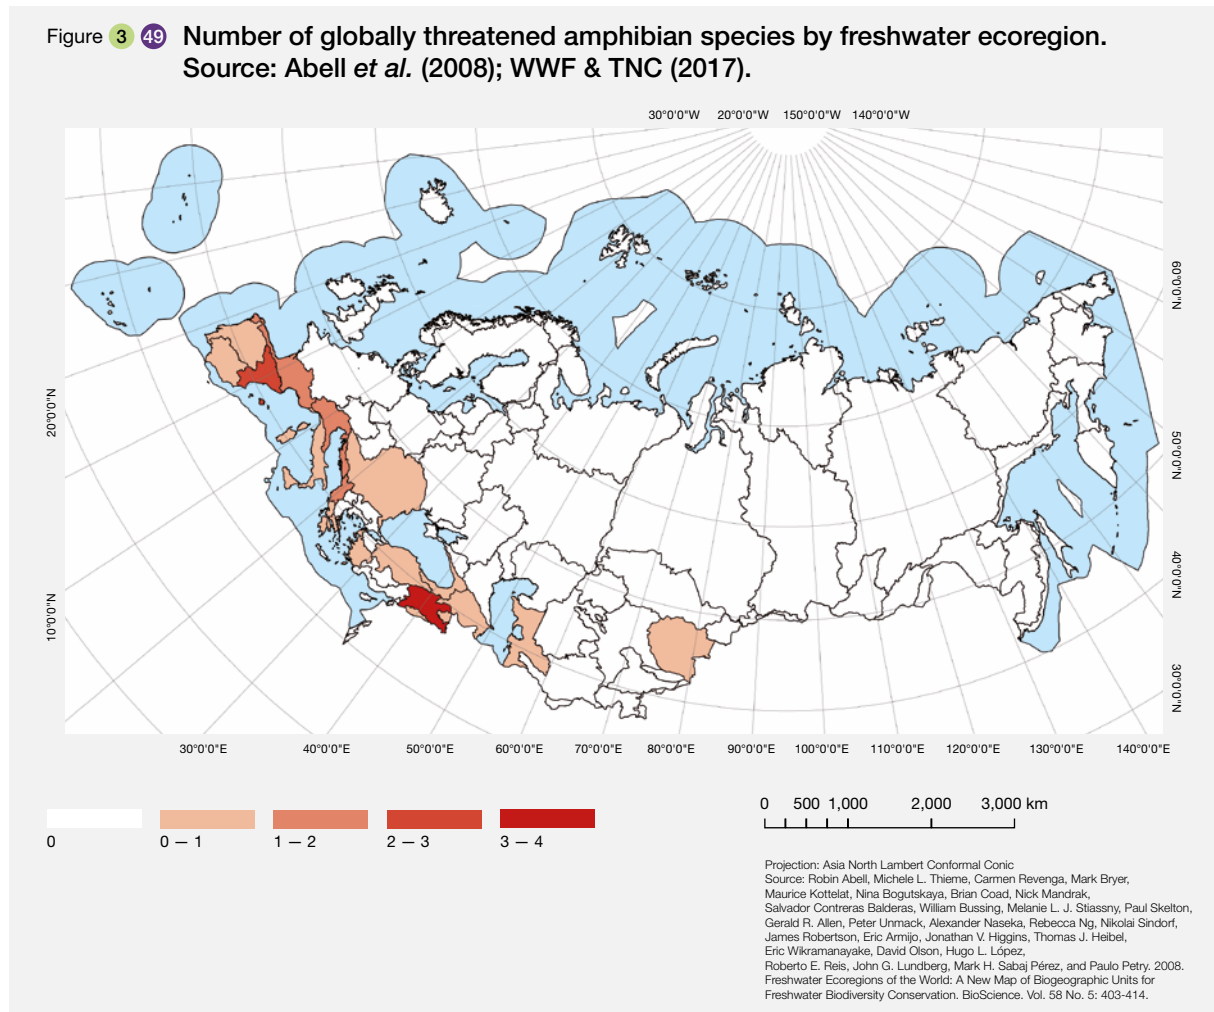 Figure 3 49 Number of globally threatened amphibian species by freshwater ecoregion.
Source: Abell et al. (2008); WWF & TNC (2017).
30°0'0"W 20°0'0"W 150°0'0"W 140°0'0"W
60°0'0"N
20°0'0"N
50°0'0"N
40°0'0"N
10°0'0"N
30°0'0"N
30°0'0"E 40°0'0"E 50°0'0"E 60°0'0"E 70°0'0"E 80°0'0"E 90°0'0"E 100°0'0"E 110°0'0"E 120°0'0"E 130°0'0"E 140°0'0"E
0 0 — 1 1 — 2 2 — 3 3 — 4
0 500 1,000 2,000 3,000 km
Projection: Asia North Lambert Conformal Conic
Source: Robin Abell, Michele L. Thieme, Carmen Revenga, Mark Bryer,
Maurice Kottelat, Nina Bogutskaya, Brian Coad, Nick Mandrak,
Salvador Contreras Balderas, William Bussing, Melanie L. J. Stiassny, Paul Skelton,
Gerald R. Allen, Peter Unmack, Alexander Naseka, Rebecca Ng, Nikolai Sindorf,
James Robertson, Eric Armijo, Jonathan V. Higgins, Thomas J. Heibel,
Eric Wikramanayake, David Olson, Hugo L. López,
Roberto E. Reis, John G. Lundberg, Mark H. Sabaj Pérez, and Paulo Petry. 2008.
Freshwater Ecoregions of the World: A New Map of Biogeographic Units for
Freshwater Biodiversity Conservation. BioScience. Vol. 58 No. 5: 403-414.